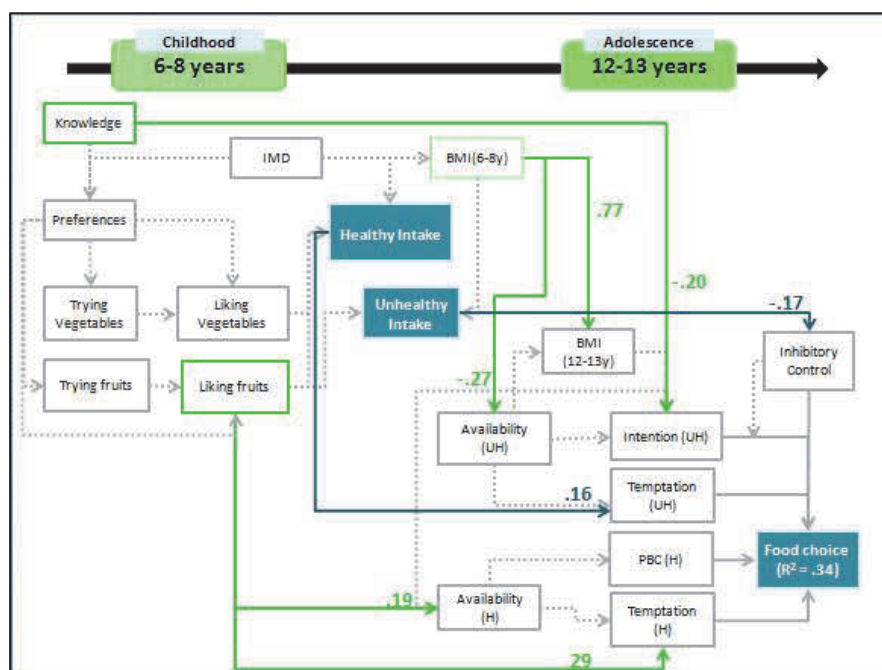 Childhood
6-8 years
Adolescence
12-13 years
Knowledge
IMD
BMI(6-8y)
.77
Preferences
Healthy Intake
-.20
Trying
Vegetables
Liking
Vegetables
Unhealthy
Intake
-.17
BMI
(12-13y)
Inhibitory
Control
Trying fruits
Liking fruits
-.27
Availability
(UH)
Intention (UH)
.16
Temptation
(UH)
PBC (H)
Food choice
(R² = .34)
.19
Availability
(H)
Temptation
(H)
.29